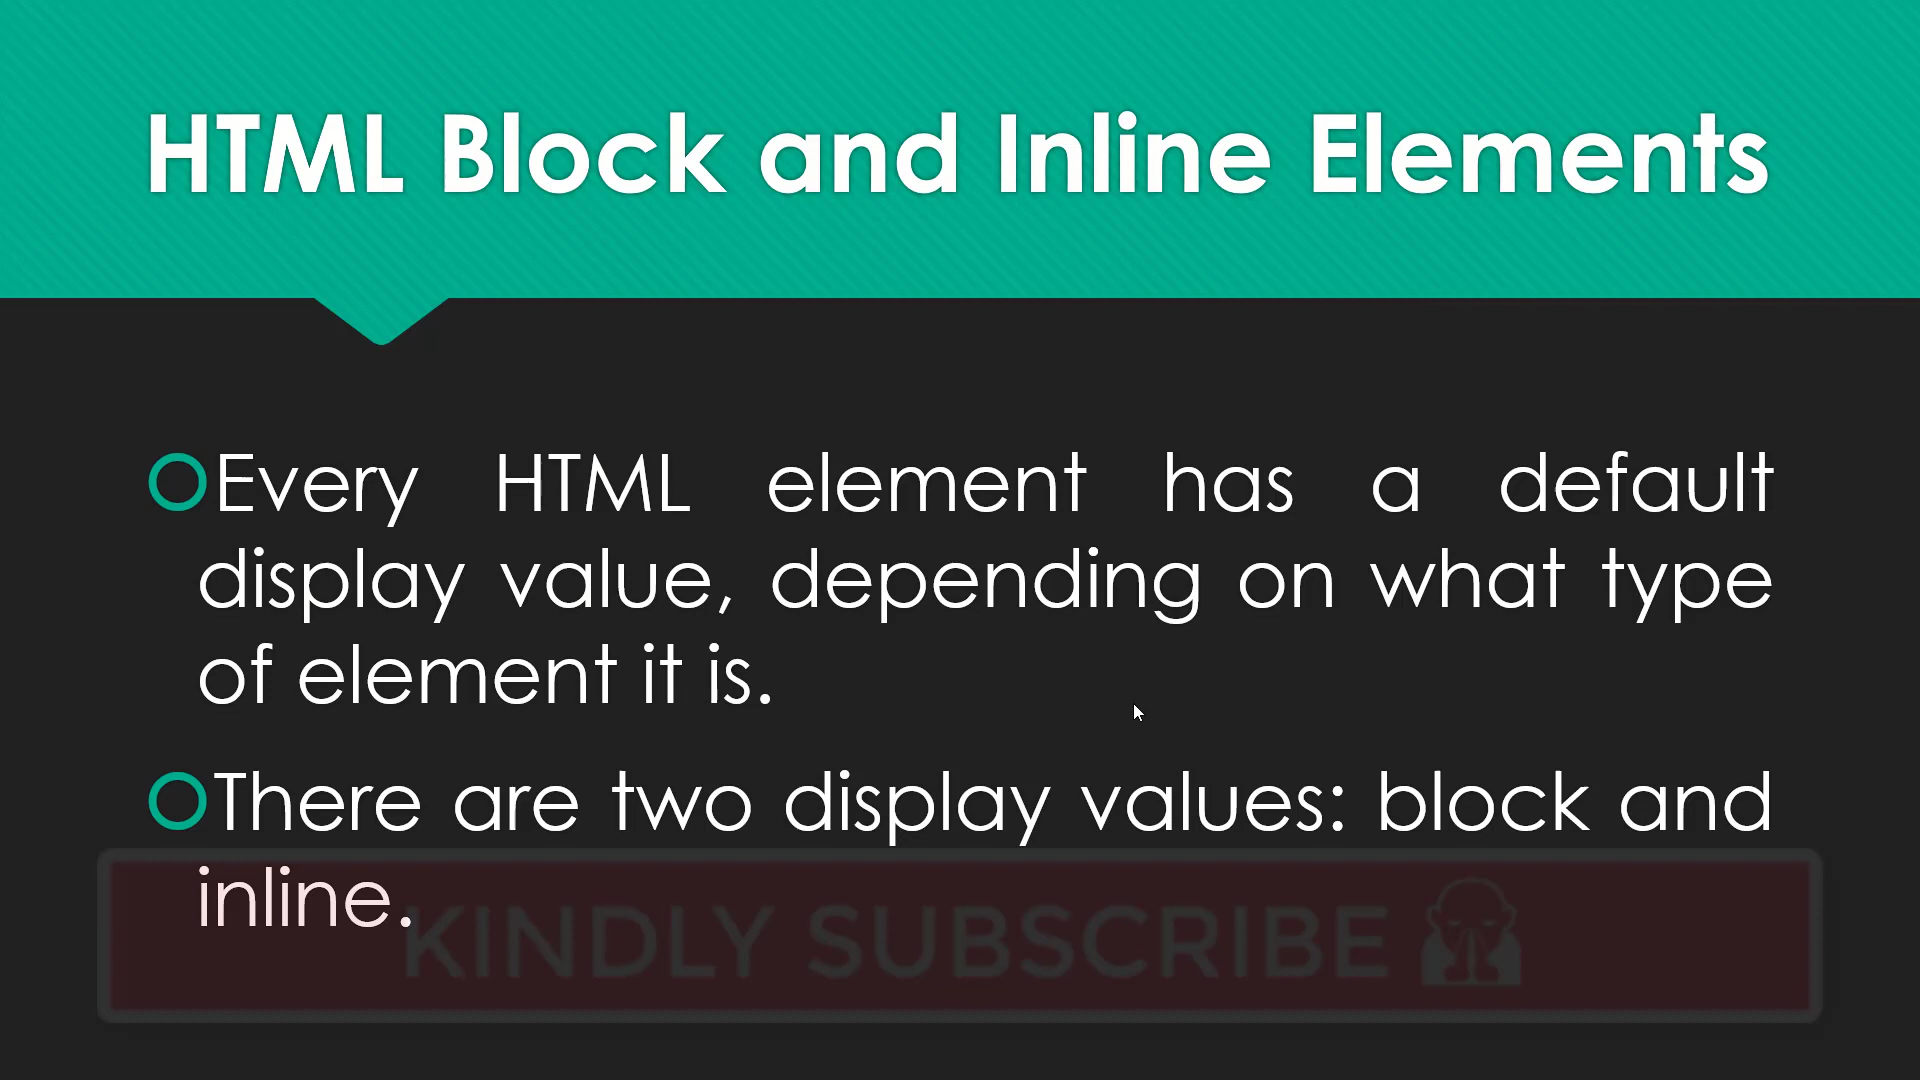 HTML Block and Inline Elements
Every HTML element has a default
display value, depending on what type
of element it is.
There are two display values: block and
inline.
KINDLY SUBSCRIBE